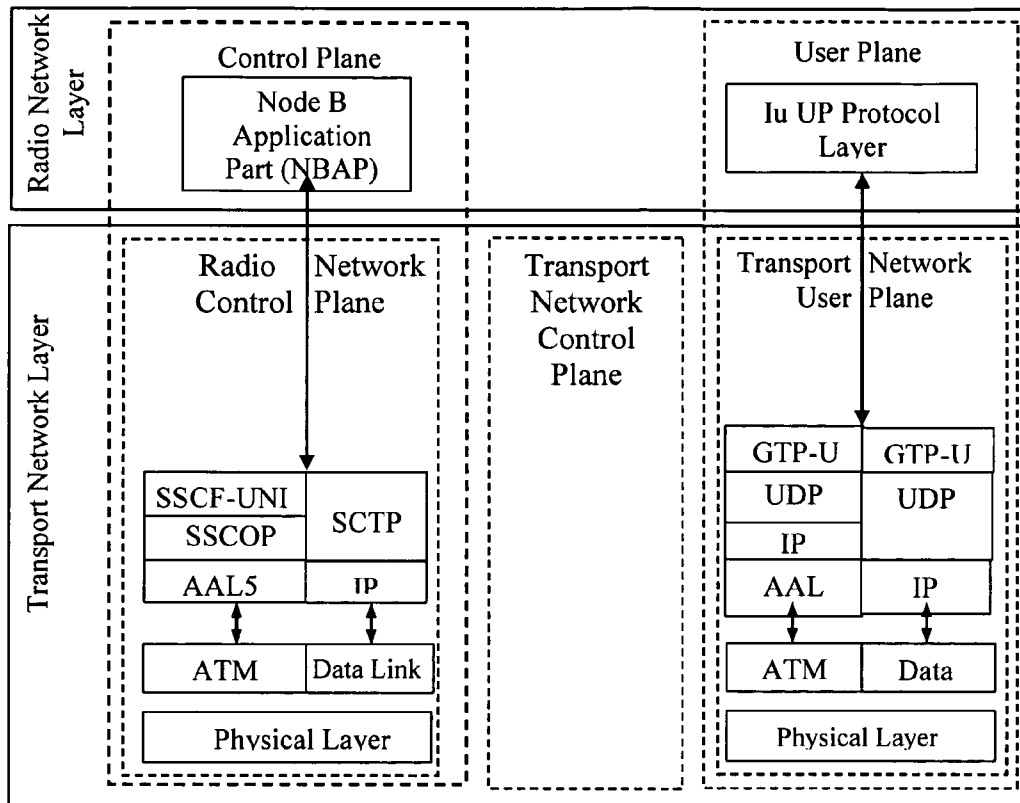 Radio Network
Layer
Control Plane
Node B
Application
Part (NBAP)
User Plane
Iu UP Protocol
Layer
Transport Network Layer
Radio Network
Control Plane
Transport
Network
Control
Plane
Transport Network
User Plane
SSCF-UNI
SSCOP
SCTP
AAL5
IP
ATM
Data Link
Physical Layer
GTP-U
GTP-U
UDP
UDP
IP
AAL
IP
ATM
Data
Physical Layer